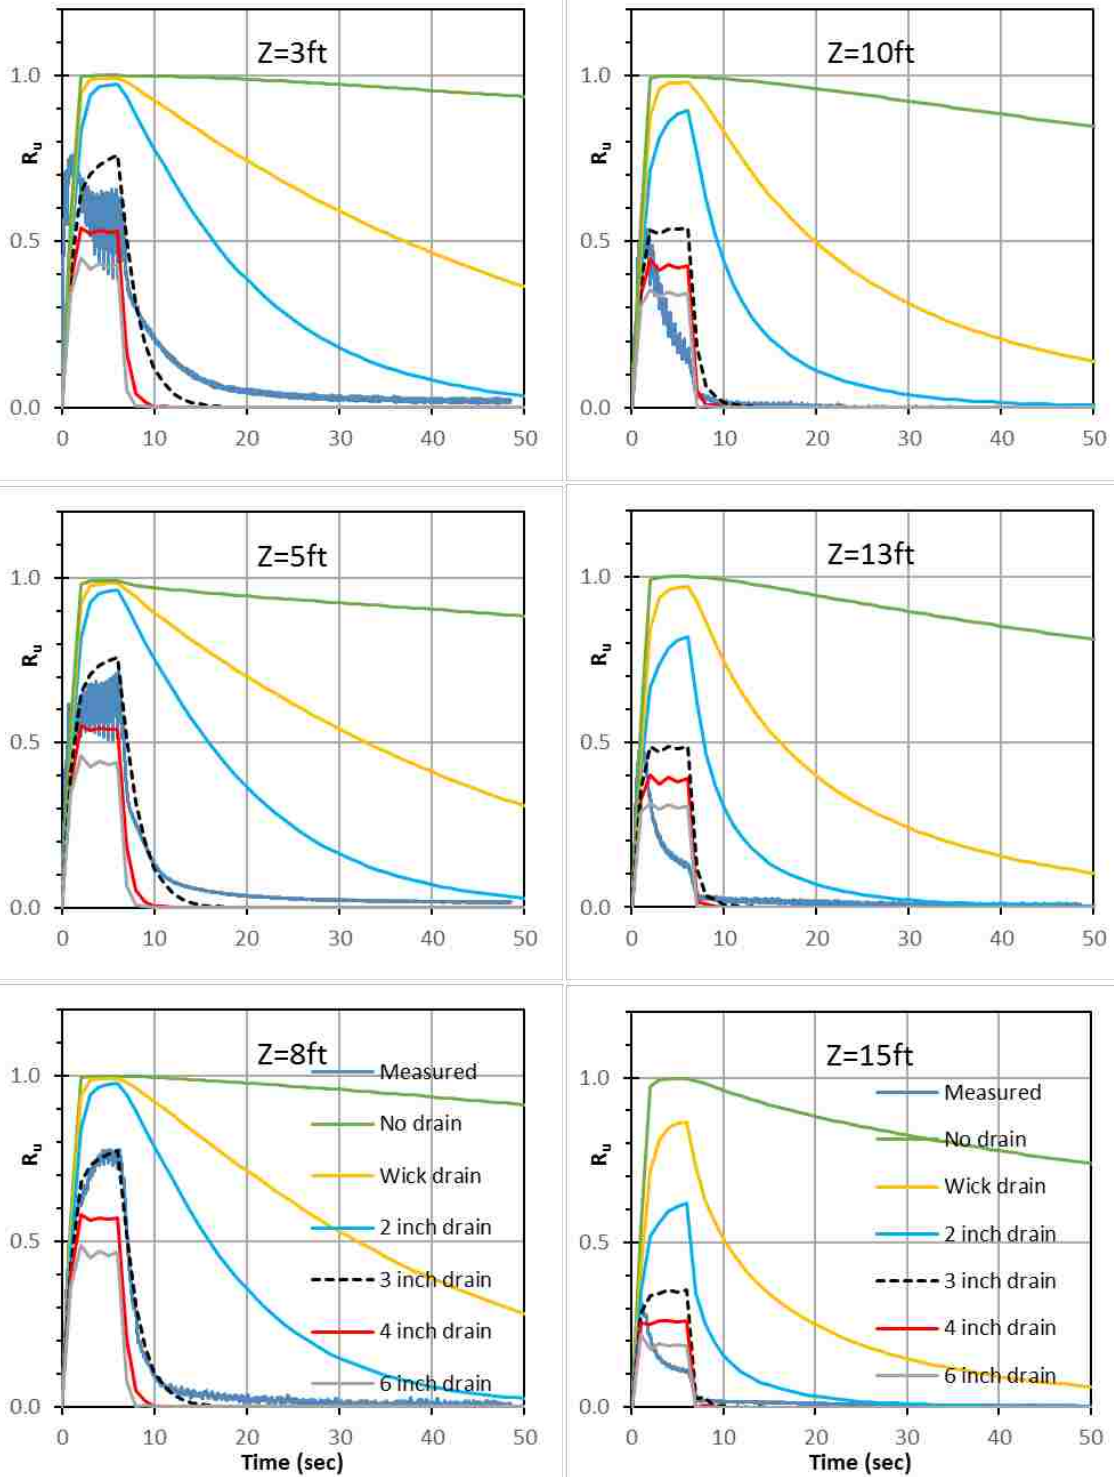 Z=3ft
1.0
0.5
0.0
Ru
0 10 20 30 40 50
Z=10ft
1.0
0.5
0.0
Ru
0 10 20 30 40 50
Z=5ft
1.0
0.5
0.0
Ru
0 10 20 30 40 50
Z=13ft
1.0
0.5
0.0
Ru
0 10 20 30 40 50
Z=8ft
1.0
0.5
0.0
Ru
Measured
No drain
Wick drain
2 inch drain
3 inch drain
4 inch drain
6 inch drain
0 10 20 30 40 50
Time (sec)
Z=15ft
1.0
0.5
0.0
Ru
Measured
No drain
Wick drain
2 inch drain
3 inch drain
4 inch drain
6 inch drain
0 10 20 30 40 50
Time (sec)